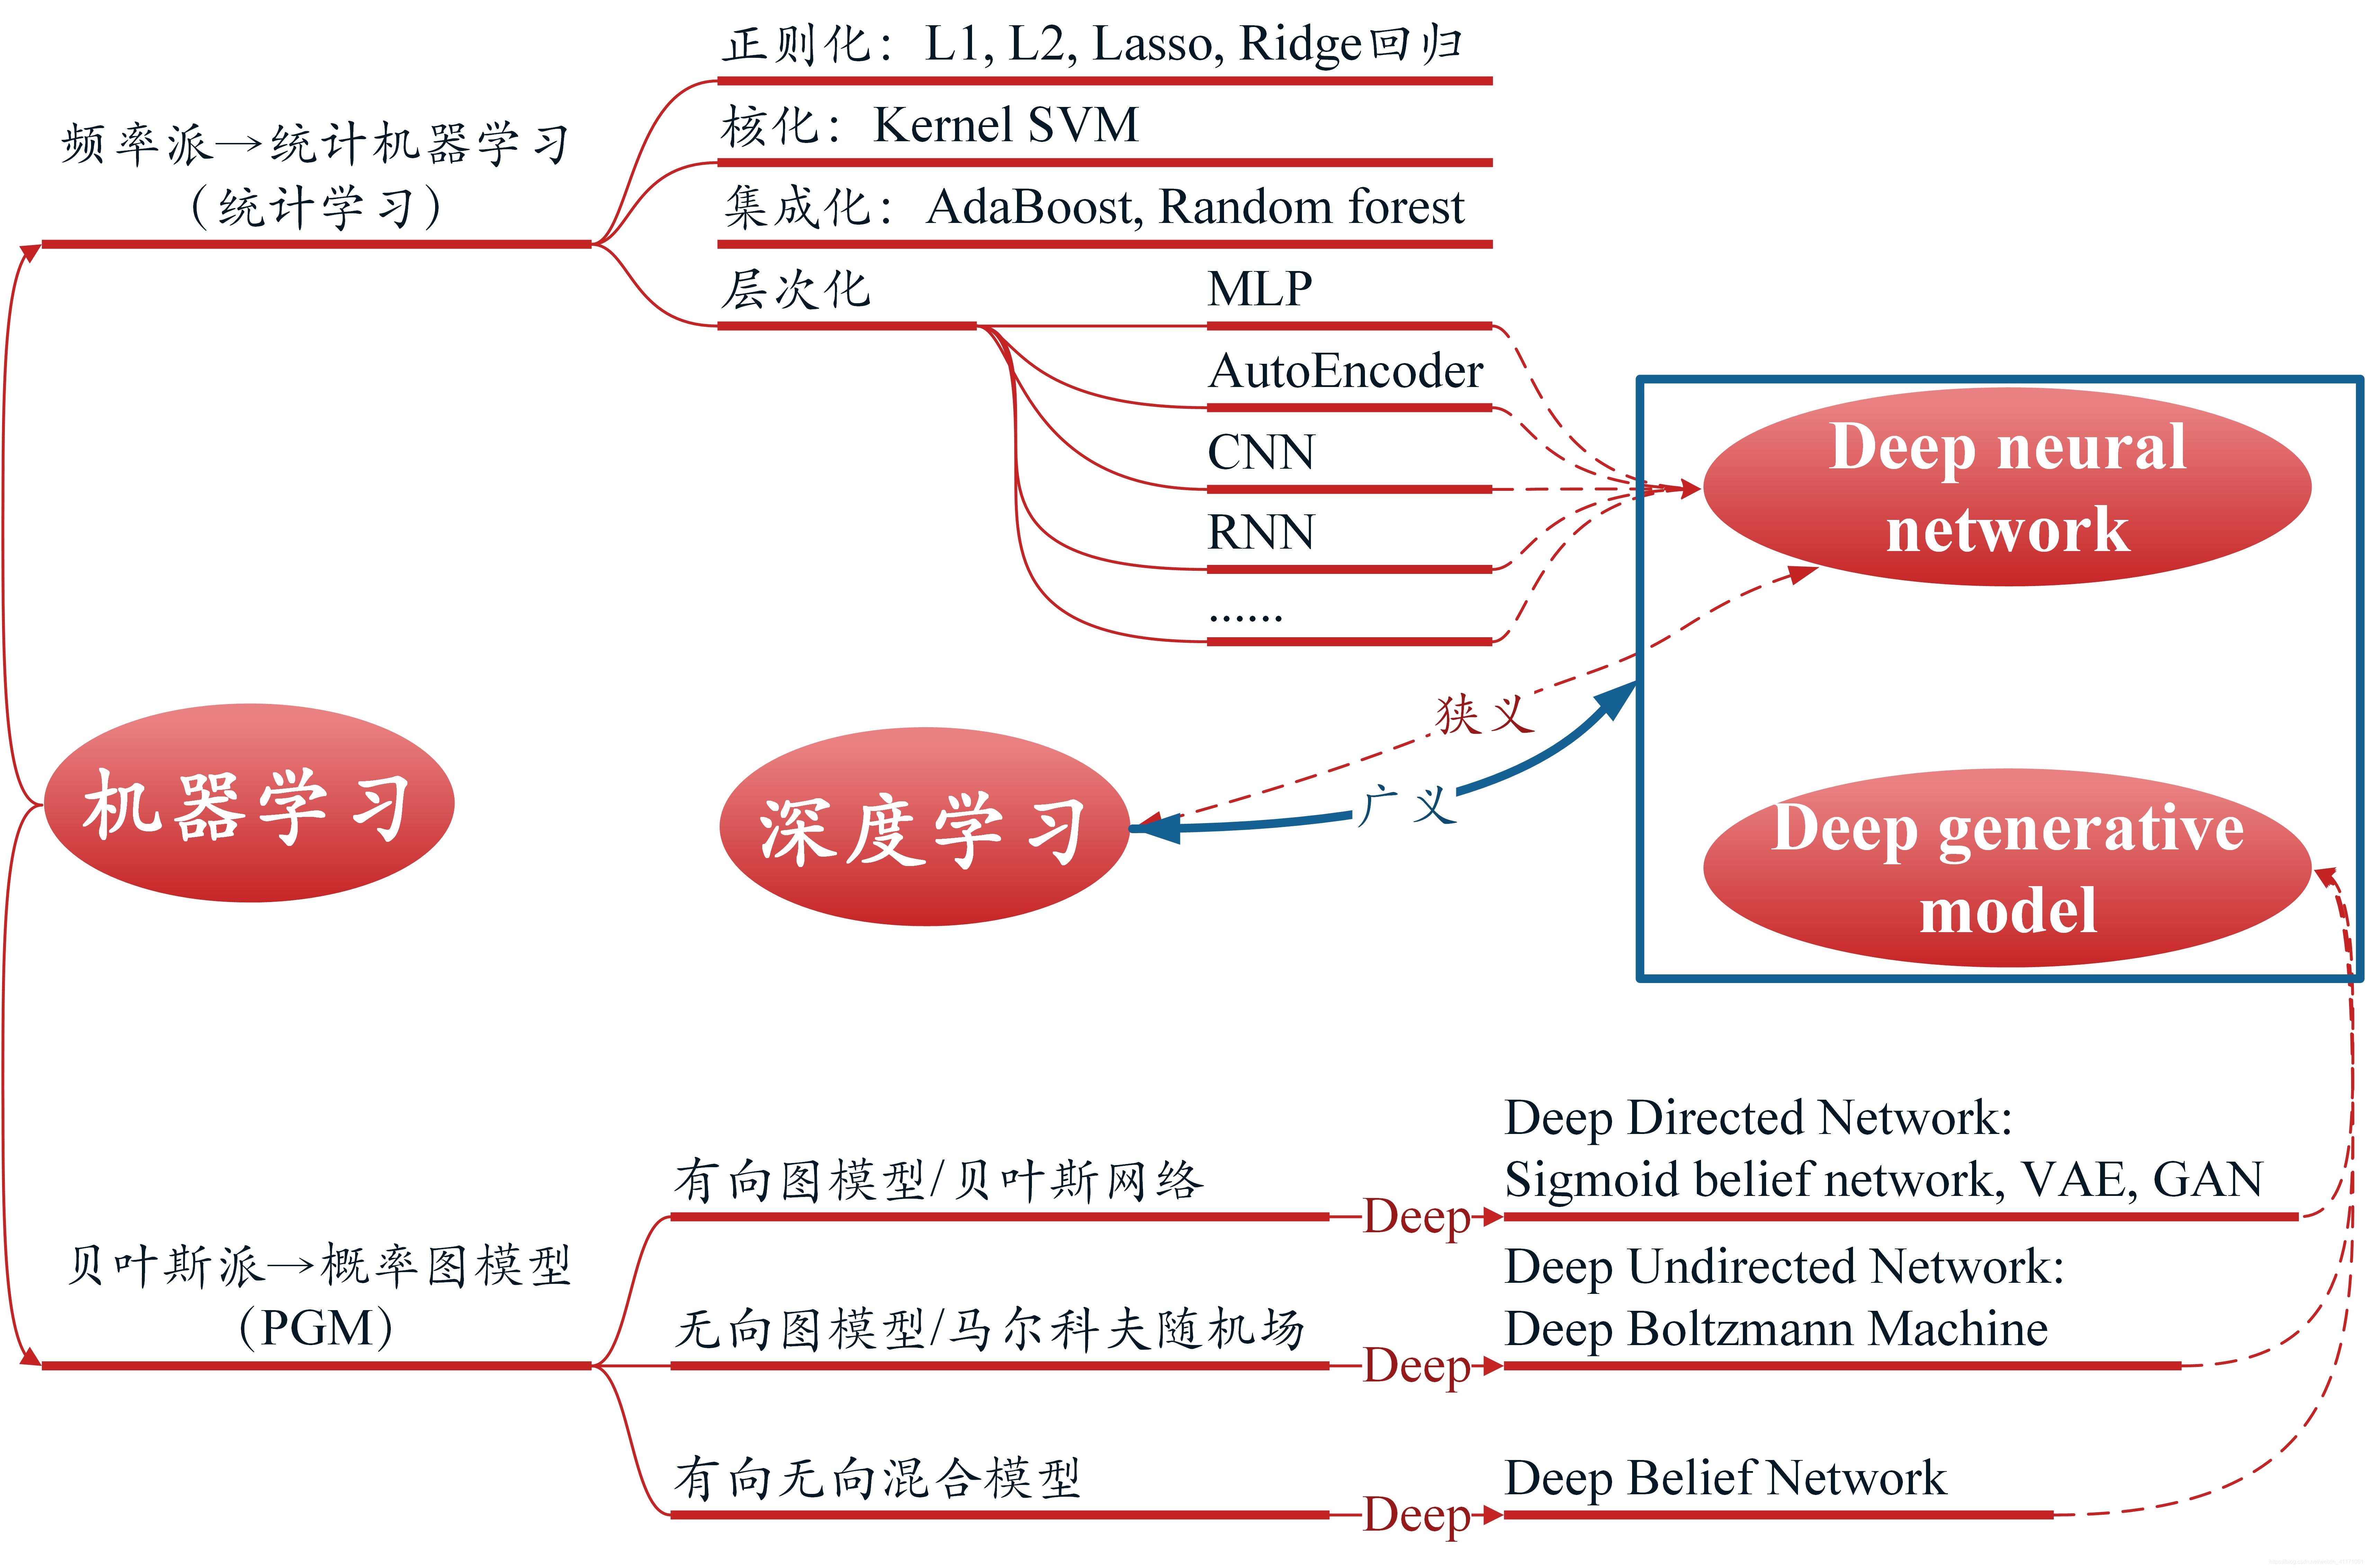 正则化：L1, L2, Lasso, Ridge回归
核化：Kernel SVM
集成化：AdaBoost, Random forest
层次化
频率派→统计机器学习
（统计学习）
MLP
AutoEncoder
CNN
RNN
......
Deep neural
network
狭义
广义
机器学习
深度学习
Deep generative
model
贝叶斯派→概率图模型
（PGM）
有向图模型/贝叶斯网络
Deep
Deep Directed Network:
Sigmoid belief network, VAE, GAN
无向图模型/马尔科夫随机场
Deep
Deep Undirected Network:
Deep Boltzmann Machine
有向无向混合模型
Deep
Deep Belief Network